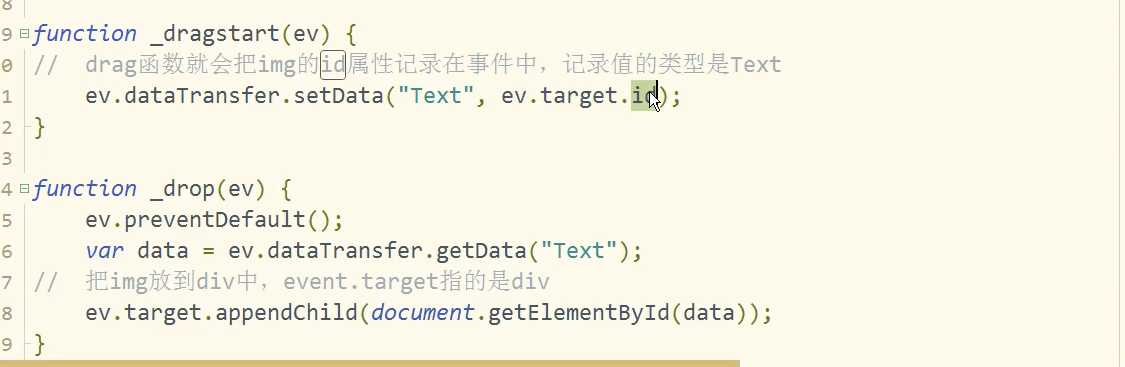 8
9 function _dragstart(ev) {
0 // drag函数就会把img的id属性记录在事件中，记录值的类型是Text
1 ev.dataTransfer.setData("Text", ev.target.id);
2 }
3
4 function _drop(ev) {
5 ev.preventDefault();
6 var data = ev.dataTransfer.getData("Text");
7 // 把img放到div中，event.target指的是div
8 ev.target.appendChild(document.getElementById(data));
9 }